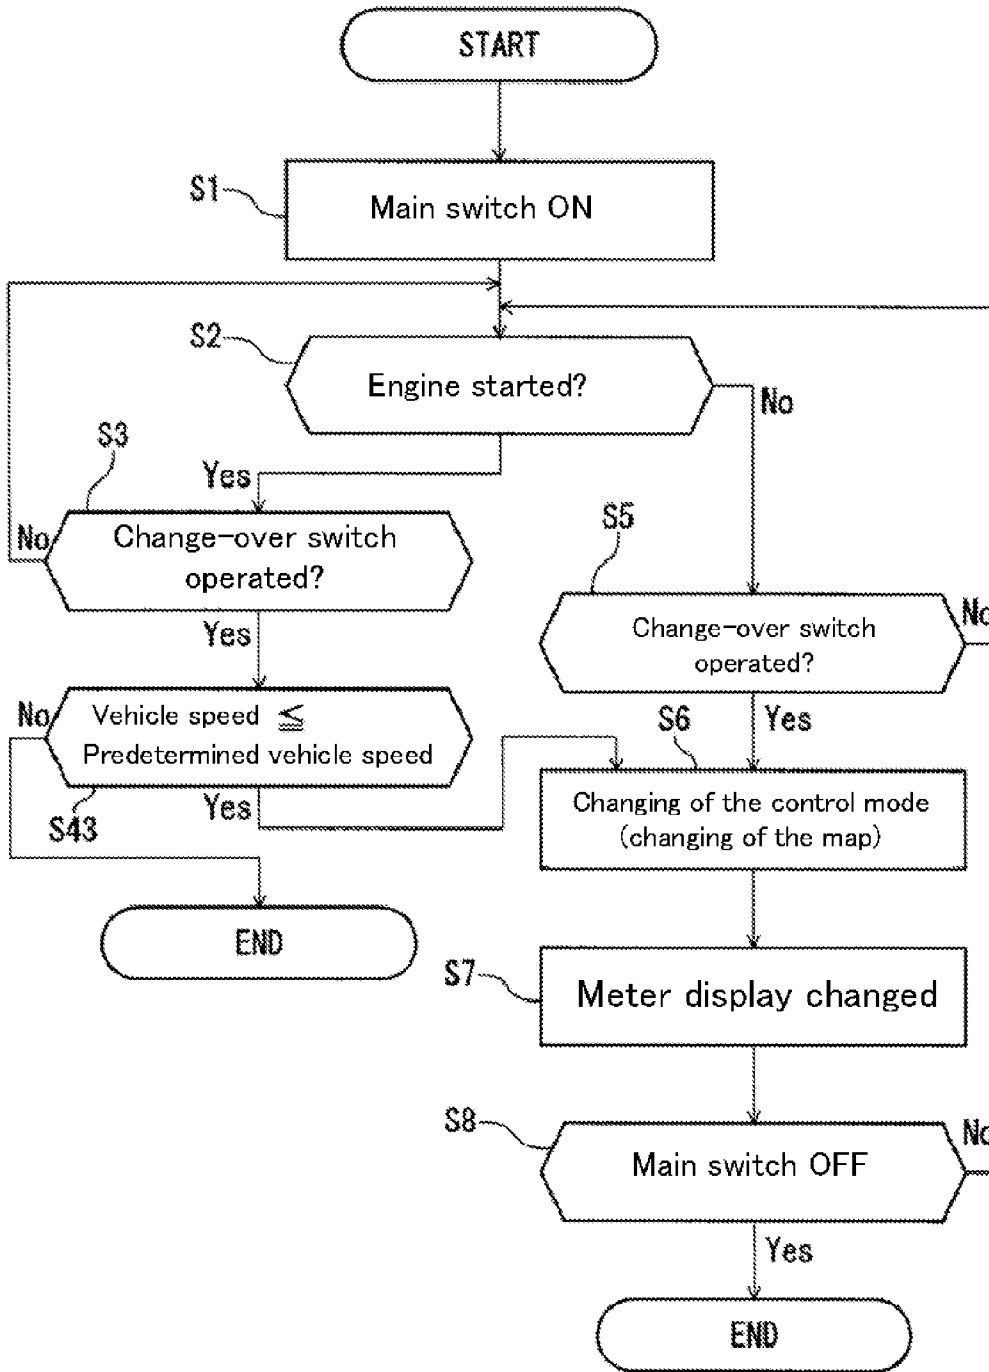 START
S1
Main switch ON
S2
Engine started?
No
S3
Yes
No
Change-over switch
operated?
S5
Change-over switch
operated?
No
Yes
No
Vehicle speed ≦
Predetermined vehicle speed
S43
Yes
S6
Yes
Changing of the control mode
(changing of the map)
END
S7
Meter display changed
S8
Main switch OFF
No
Yes
END